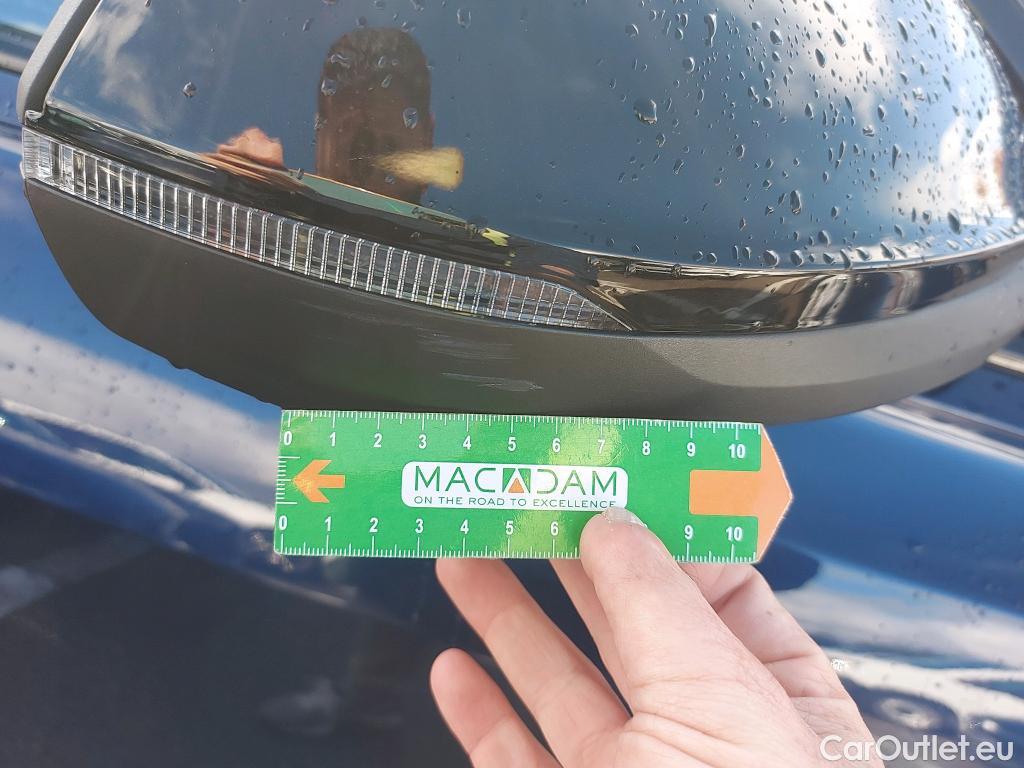 0 1 2 3 4 5 6 7 8 9 10
MACADAM
ON THE ROAD TO EXCELLENCE
0 1 2 3 4 5 6 9 10
CarOutlet.eu